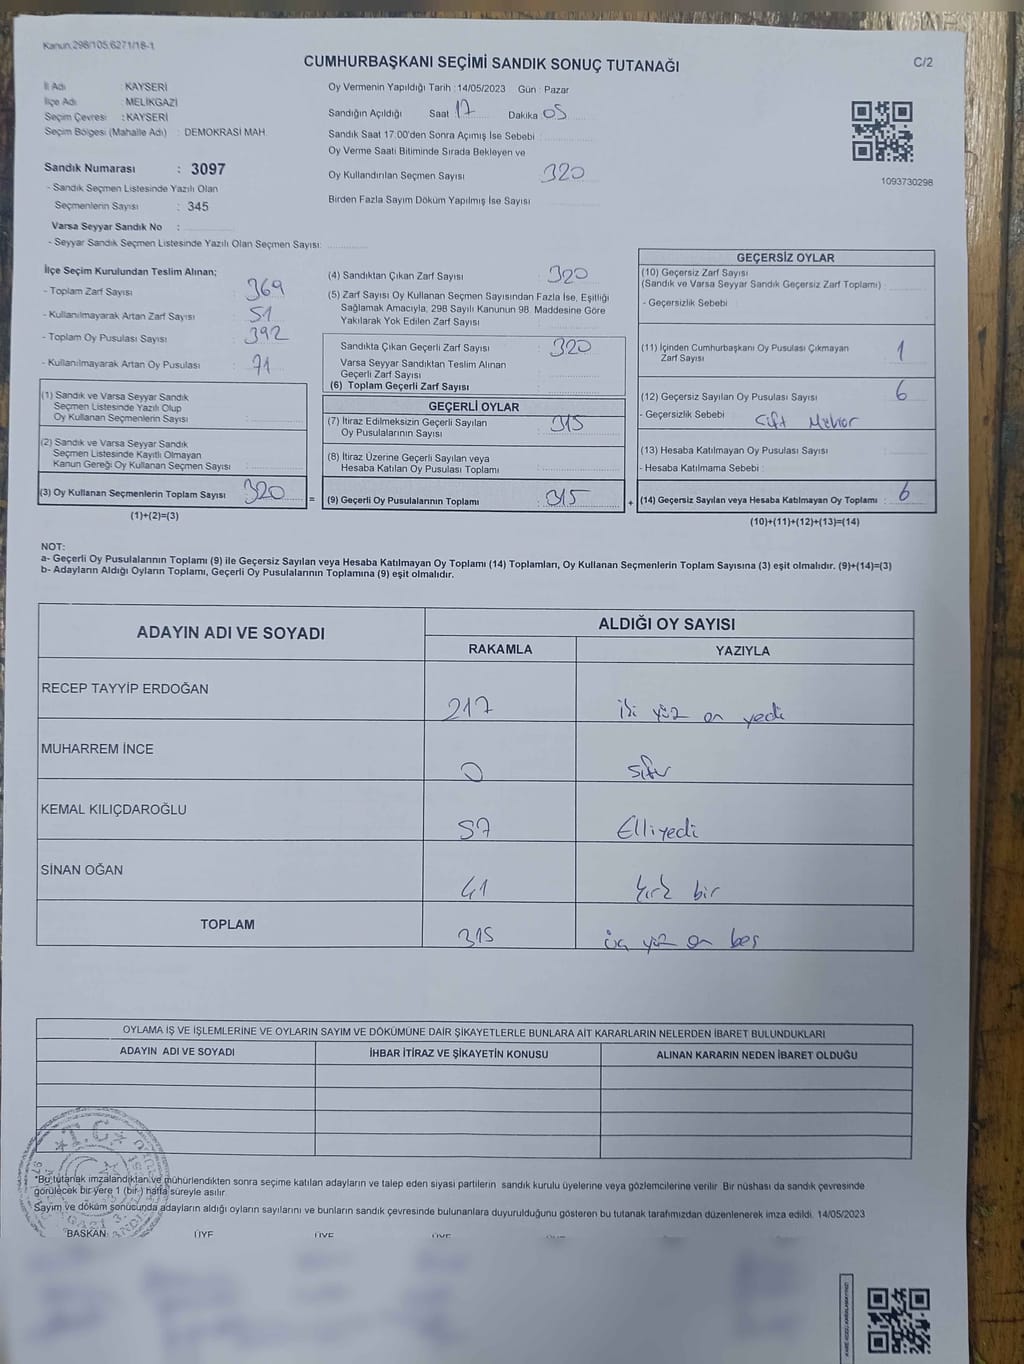 Kanun:298/105,6271/18-1
CUMHURBAŞKANI SEÇİMİ SANDIK SONUÇ TUTANAĞI
C/2
İl Adı : KAYSERİ
İlçe Adı : MELİKGAZİ
Seçim Çevresi : KAYSERİ
Seçim Bölgesi (Mahalle Adı) : DEMOKRASİ MAH.
Sandık Numarası : 3097
- Sandık Seçmen Listesinde Yazılı Olan
Seçmenlerin Sayısı : 345
Varsa Seyyar Sandık No :
- Seyyar Sandık Seçmen Listesinde Yazılı Olan Seçmen Sayısı:
Oy Vermenin Yapıldığı Tarih : 14/05/2023 Gün : Pazar
Sandığın Açıldığı Saat 17 Dakika 05
Sandık Saat 17:00'den Sonra Açımış İse Sebebi
Oy Verme Saati Bitiminde Sırada Bekleyen ve
Oy Kullandırılan Seçmen Sayısı 320
Birden Fazla Sayım Döküm Yapılmış İse Sayısı
1093730298
İlçe Seçim Kurulundan Teslim Alınan;
- Toplam Zarf Sayısı : 369
- Kullanılmayarak Artan Zarf Sayısı : 51
- Toplam Oy Pusulası Sayısı : 392
- Kullanılmayarak Artan Oy Pusulası : 71
(1) Sandık ve Varsa Seyyar Sandık
Seçmen Listesinde Yazılı Olup
Oy Kullanan Seçmenlerin Sayısı :
(2) Sandık ve Varsa Seyyar Sandık
Seçmen Listesinde Kayıtlı Olmayan
Kanun Gereği Oy Kullanan Seçmen Sayısı :
(3) Oy Kullanan Seçmenlerin Toplam Sayısı : 320
(1)+(2)=(3)
(4) Sandıktan Çıkan Zarf Sayısı : 320
(5) Zarf Sayısı Oy Kullanan Seçmen Sayısından Fazla İse, Eşitliği
Sağlamak Amacıyla, 298 Sayılı Kanunun 98. Maddesine Göre
Yakılarak Yok Edilen Zarf Sayısı :
Sandıkta Çıkan Geçerli Zarf Sayısı : 320
Varsa Seyyar Sandıktan Teslim Alınan
Geçerli Zarf Sayısı :
(6) Toplam Geçerli Zarf Sayısı :
GEÇERLİ OYLAR
(7) İtiraz Edilmeksizin Geçerli Sayılan
Oy Pusulalarının Sayısı : 315
(8) İtiraz Üzerine Geçerli Sayılan veya
Hesaba Katılan Oy Pusulası Toplamı :
= (9) Geçerli Oy Pusulalarının Toplamı : 315
GEÇERSİZ OYLAR
(10) Geçersiz Zarf Sayısı
(Sandık ve Varsa Seyyar Sandık Geçersiz Zarf Toplamı) :
- Geçersizlik Sebebi :
(11) İçinden Cumhurbaşkanı Oy Pusulası Çıkmayan
Zarf Sayısı : 1
(12) Geçersiz Sayılan Oy Pusulası Sayısı : 6
- Geçersizlik Sebebi : Çift Mühür
(13) Hesaba Katılmayan Oy Pusulası Sayısı :
- Hesaba Katılmama Sebebi :
+ (14) Geçersiz Sayılan veya Hesaba Katılmayan Oy Toplamı : 6
(10)+(11)+(12)+(13)=(14)
NOT:
a- Geçerli Oy Pusulalarının Toplamı (9) ile Geçersiz Sayılan veya Hesaba Katılmayan Oy Toplamı (14) Toplamları, Oy Kullanan Seçmenlerin Toplam Sayısına (3) eşit olmalıdır. (9)+(14)=(3)
b- Adayların Aldığı Oyların Toplamı, Geçerli Oy Pusulalarının Toplamına (9) eşit olmalıdır.
ADAYIN ADI VE SOYADI
ALDIĞI OY SAYISI
RAKAMLA YAZIYLA
RECEP TAYYİP ERDOĞAN 217 iki yüz on yedi
MUHARREM İNCE 0 sıfır
KEMAL KILIÇDAROĞLU 57 Elli yedi
SİNAN OĞAN 41 kırk bir
TOPLAM 315 üç yüz on beş
OYLAMA İŞ VE İŞLEMLERİNE VE OYLARIN SAYIM VE DÖKÜMÜNE DAİR ŞİKAYETLERLE BUNLARA AİT KARARLARIN NELERDEN İBARET BULUNDUKLARI
ADAYIN ADI VE SOYADI İHBAR İTİRAZ VE ŞİKAYETİN KONUSU ALINAN KARARIN NEDEN İBARET OLDUĞU
T.C.
*Bu tutanak imzalandıktan ve mühürlendikten sonra seçime katılan adayların ve talep eden siyasi partilerin sandık kurulu üyelerine veya gözlemcilerine verilir. Bir nüshası da sandık çevresinde
görülecek bir yere 1 (bir) hafta süreyle asılır.
Sayım ve döküm sonucunda adayların aldığı oyların sayılarını ve bunların sandık çevresinde bulunanlara duyurulduğunu gösteren bu tutanak tarafımızdan düzenlenerek imza edildi. 14/05/2023
BAŞKAN ÜYE ÜYE ÜYE ÜYE